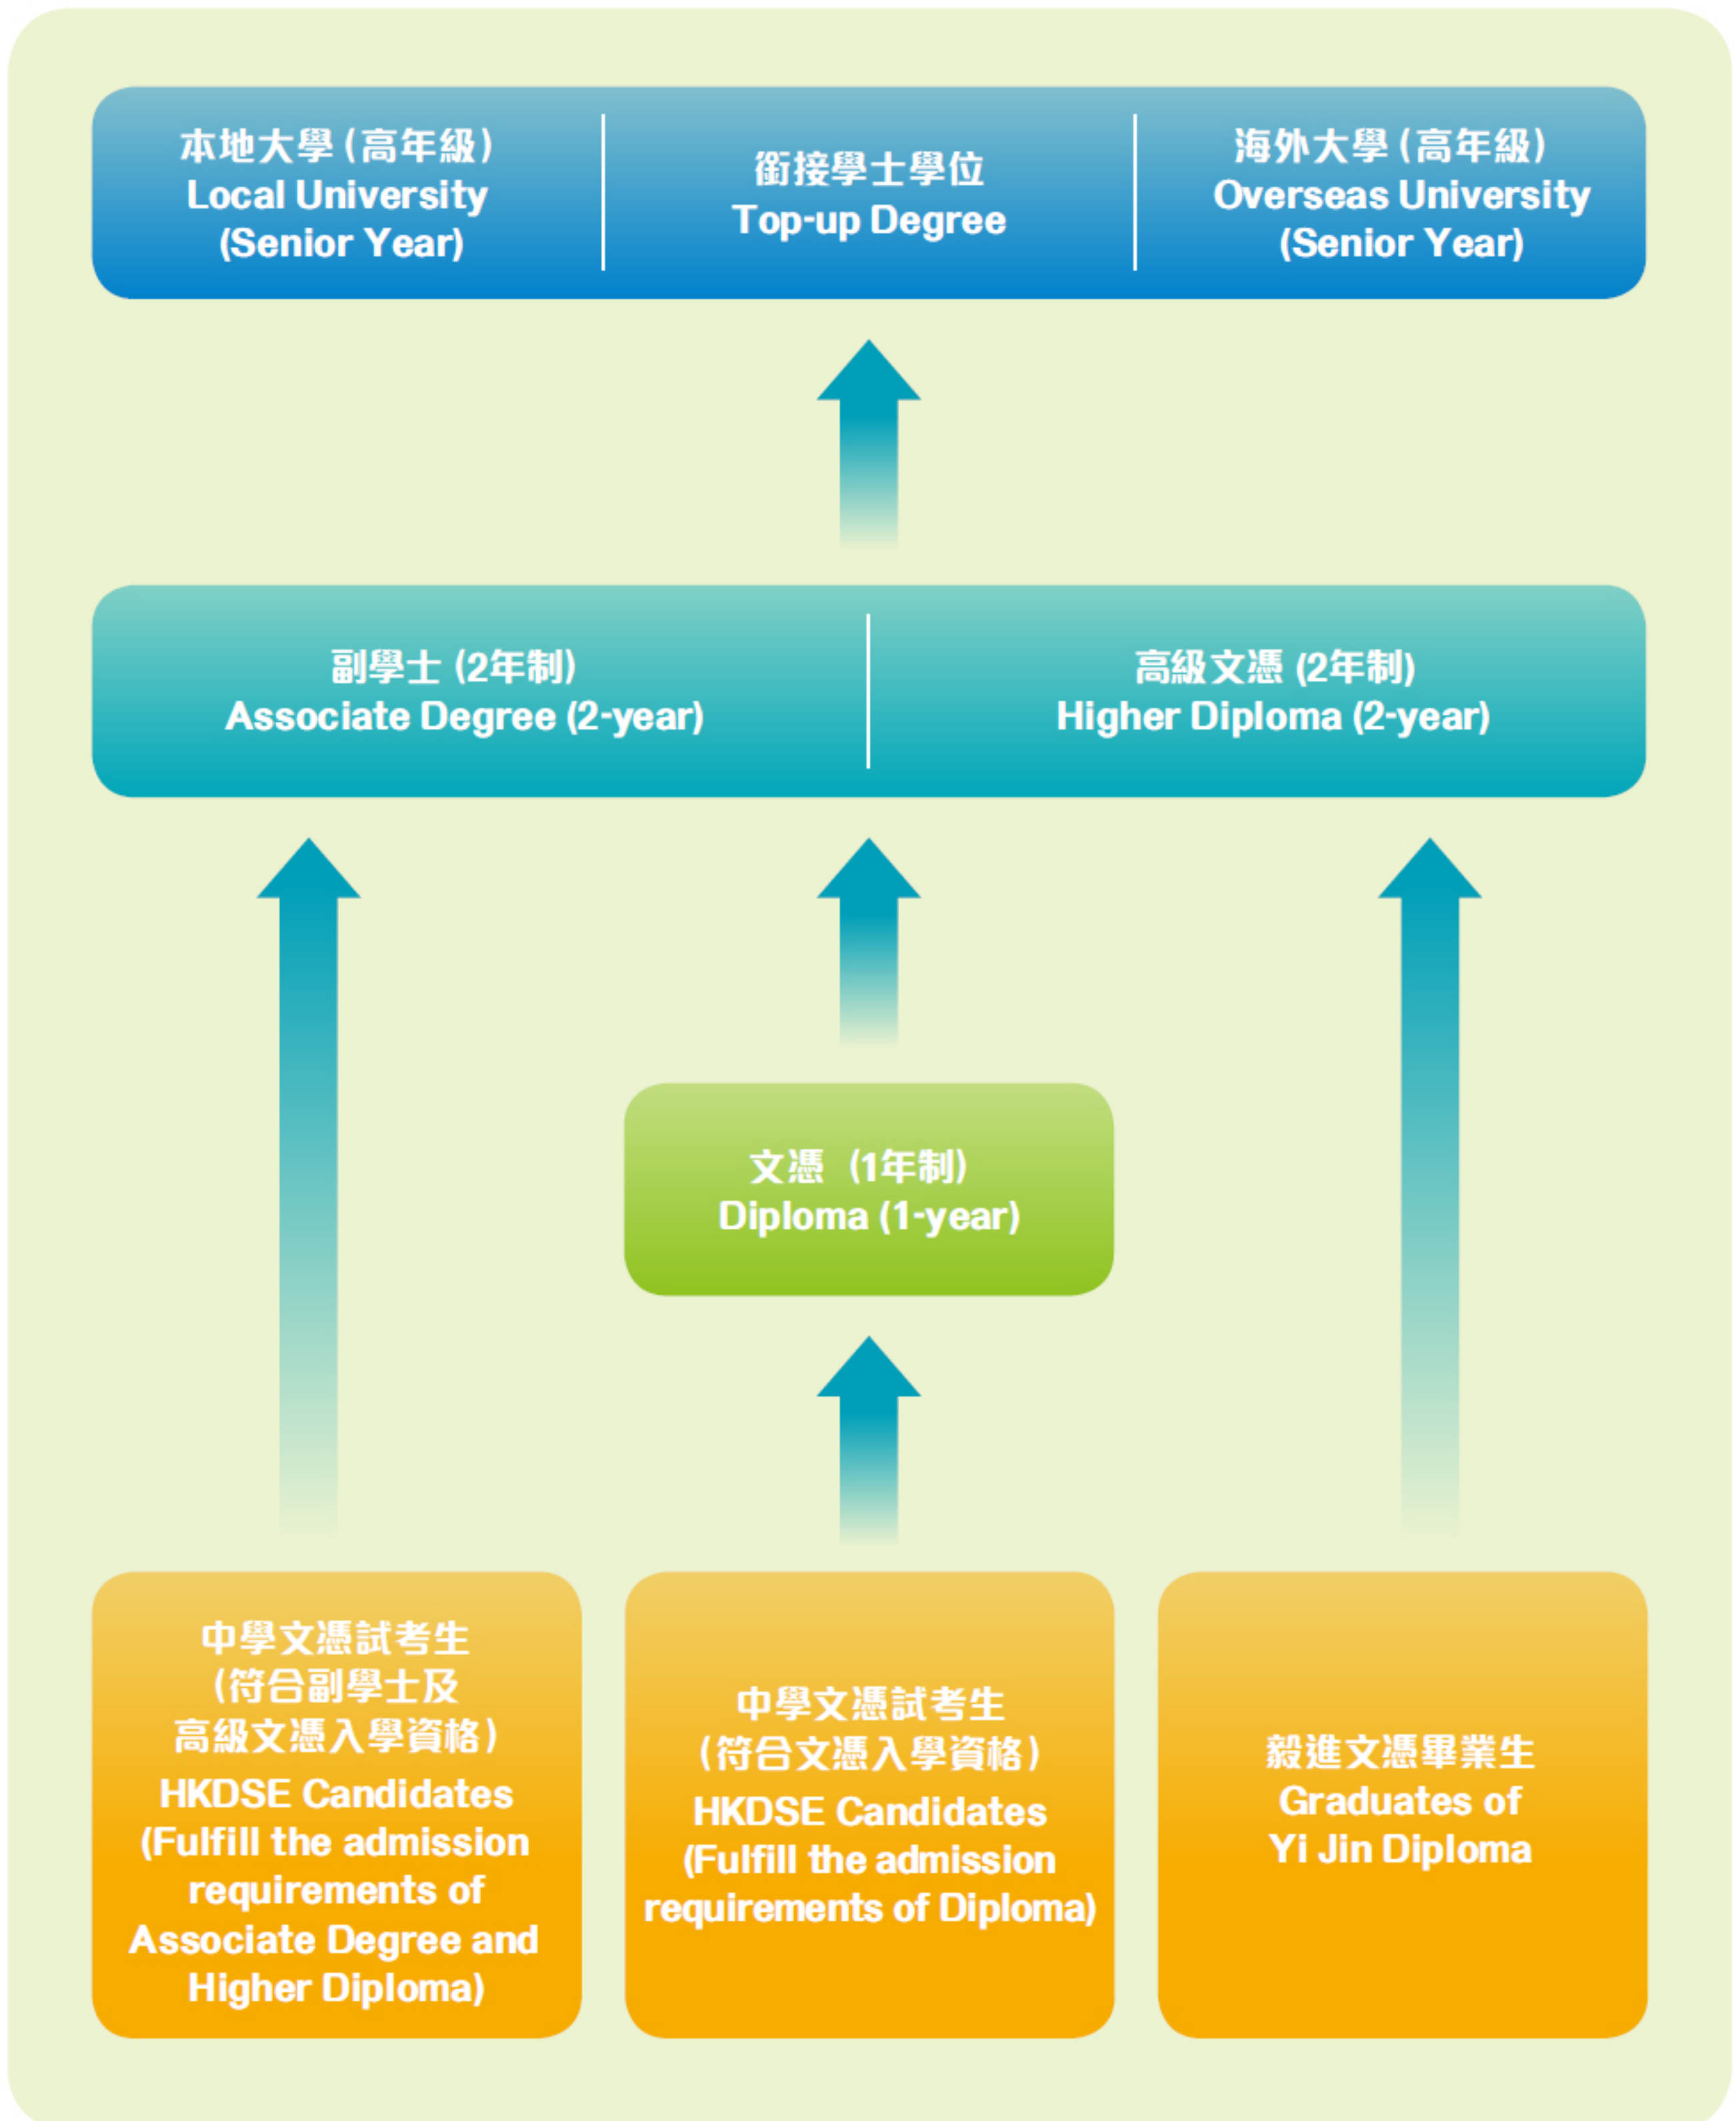 本地大學 (高年級)
Local University
(Senior Year)
銜接學士學位
Top-up Degree
海外大學 (高年級)
Overseas University
(Senior Year)
副學士 (2年制)
Associate Degree (2-year)
高級文憑 (2年制)
Higher Diploma (2-year)
文憑 (1年制)
Diploma (1-year)
中學文憑試考生
(符合副學士及
高級文憑入學資格)
HKDSE Candidates
(Fulfill the admission
requirements of
Associate Degree and
Higher Diploma)
中學文憑試考生
(符合文憑入學資格)
HKDSE Candidates
(Fulfill the admission
requirements of Diploma)
毅進文憑畢業生
Graduates of
Yi Jin Diploma